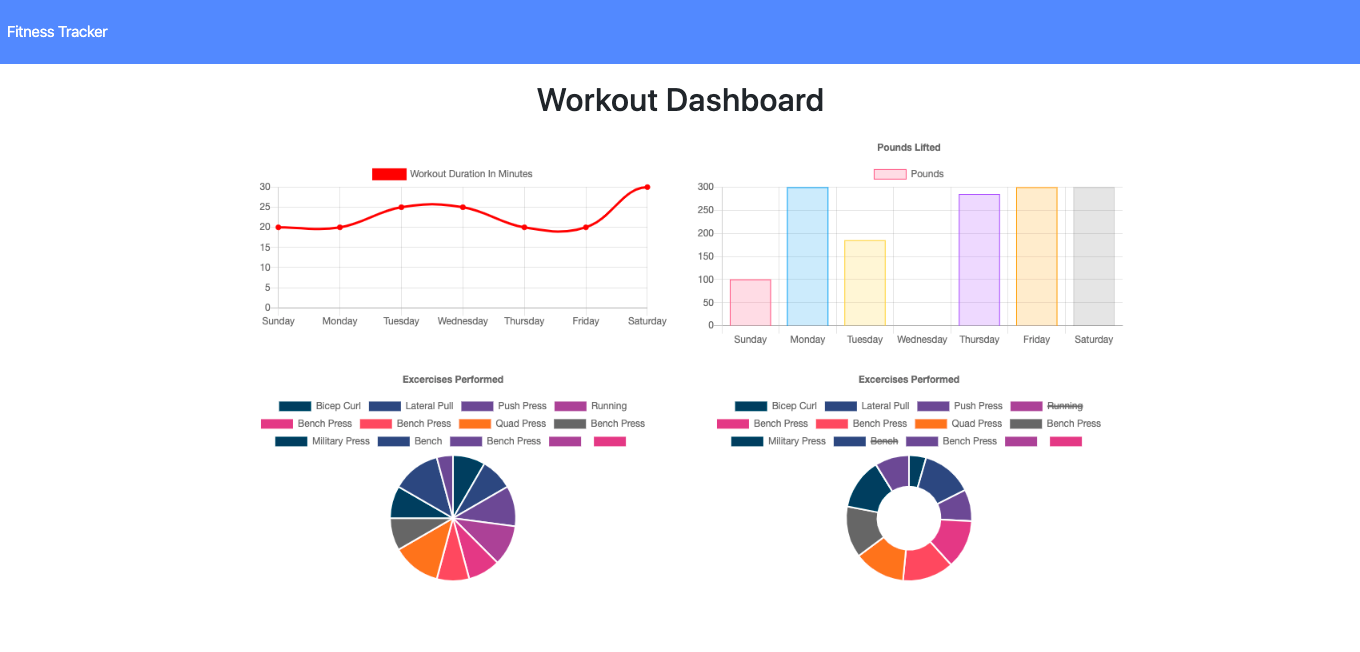 Fitness Tracker
Workout Dashboard
Workout Duration In Minutes
30
25
20
15
10
5
0
Sunday Monday Tuesday Wednesday Thursday Friday Saturday
Pounds Lifted
Pounds
300
250
200
150
100
50
0
Sunday Monday Tuesday Wednesday Thursday Friday Saturday
Excercises Performed
Bicep Curl Lateral Pull Push Press Running
Bench Press Bench Press Quad Press Bench Press
Military Press Bench Bench Press
Excercises Performed
Bicep Curl Lateral Pull Push Press Running
Bench Press Bench Press Quad Press Bench Press
Military Press Bench Bench Press